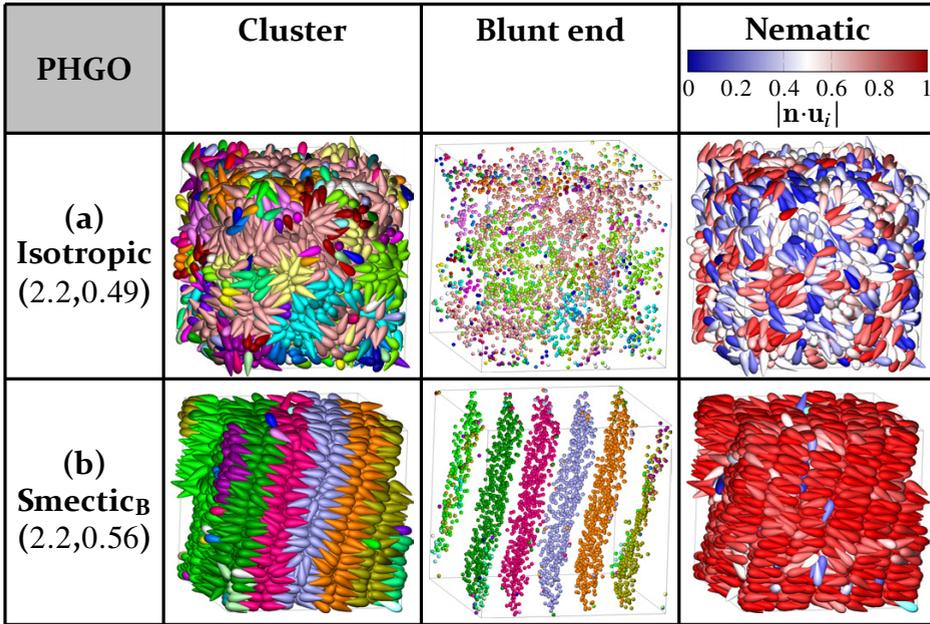 PHGO
Cluster
Blunt end
Nematic
0 0.2 0.4 0.6 0.8 1
|n·uᵢ|
(a)
Isotropic
(2.2,0.49)
(b)
Smectic_B
(2.2,0.56)